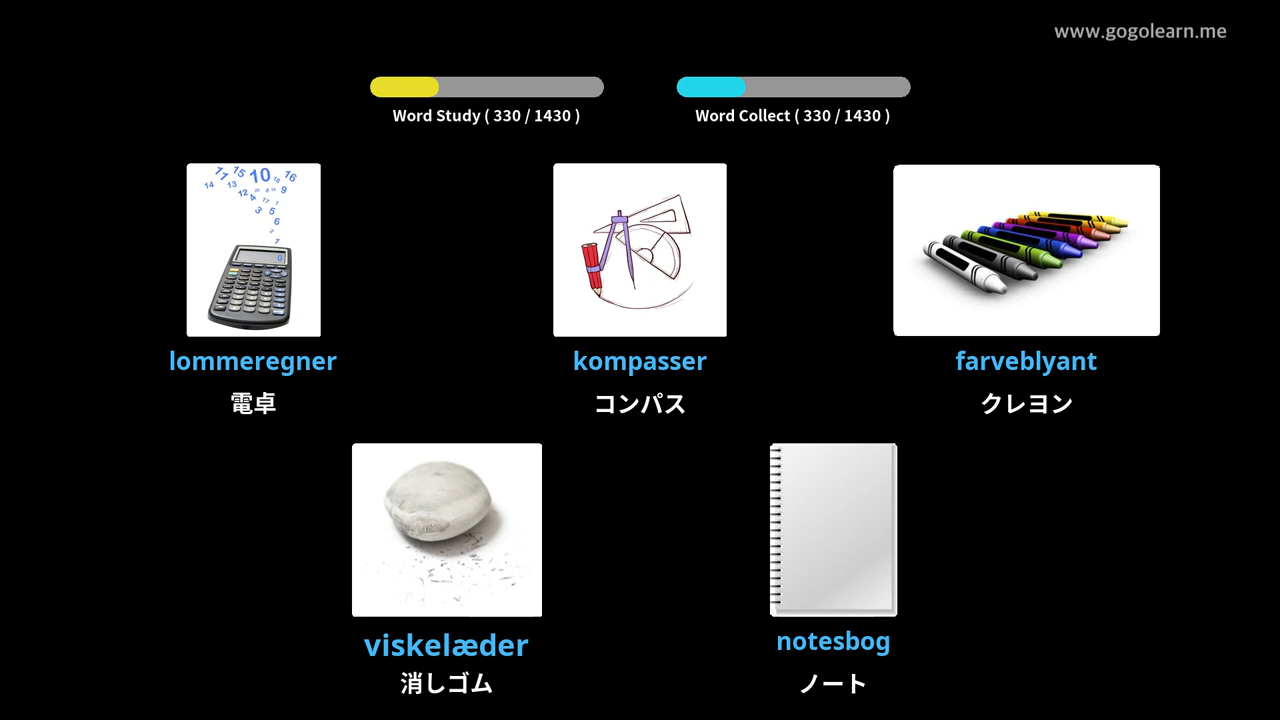 www.gogolearn.me
Word Study ( 330 / 1430 )
Word Collect ( 330 / 1430 )
lommeregner
kompasser
farveblyant
電卓
コンパス
クレヨン
viskelæder
notesbog
消しゴム
ノート